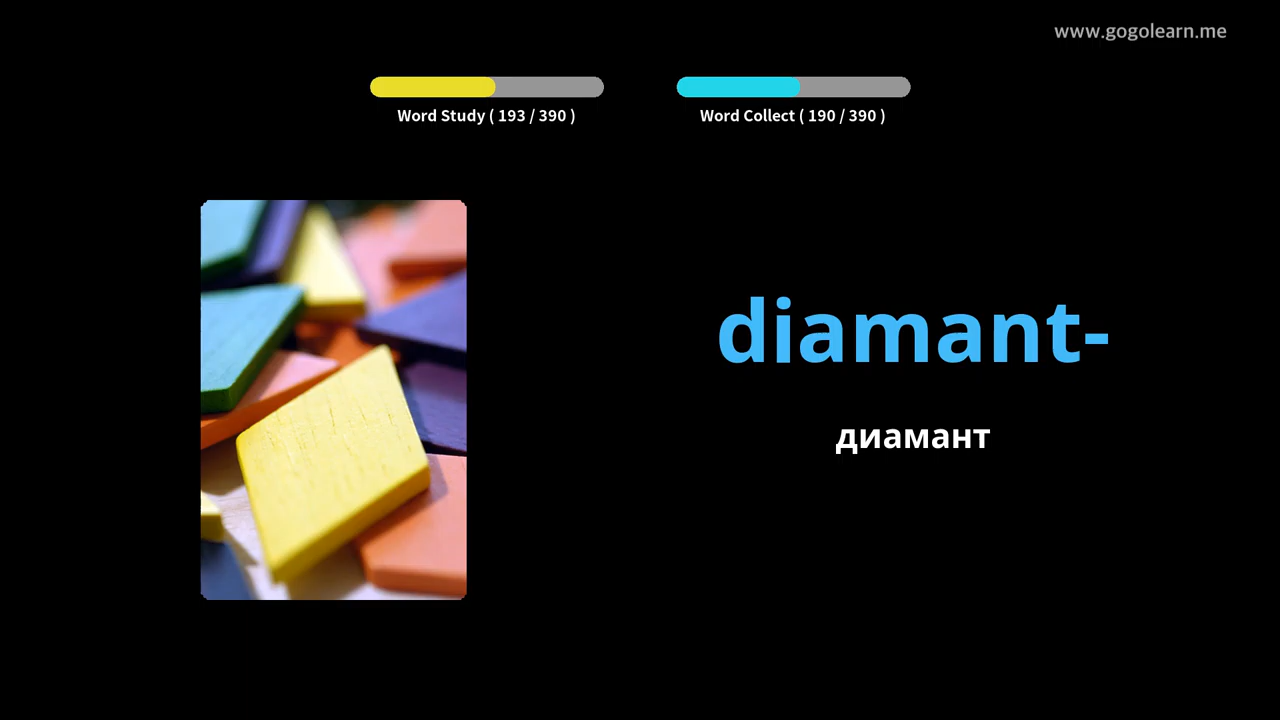 www.gogolearn.me
Word Study ( 193 / 390 )
Word Collect ( 190 / 390 )
diamant-
диамант